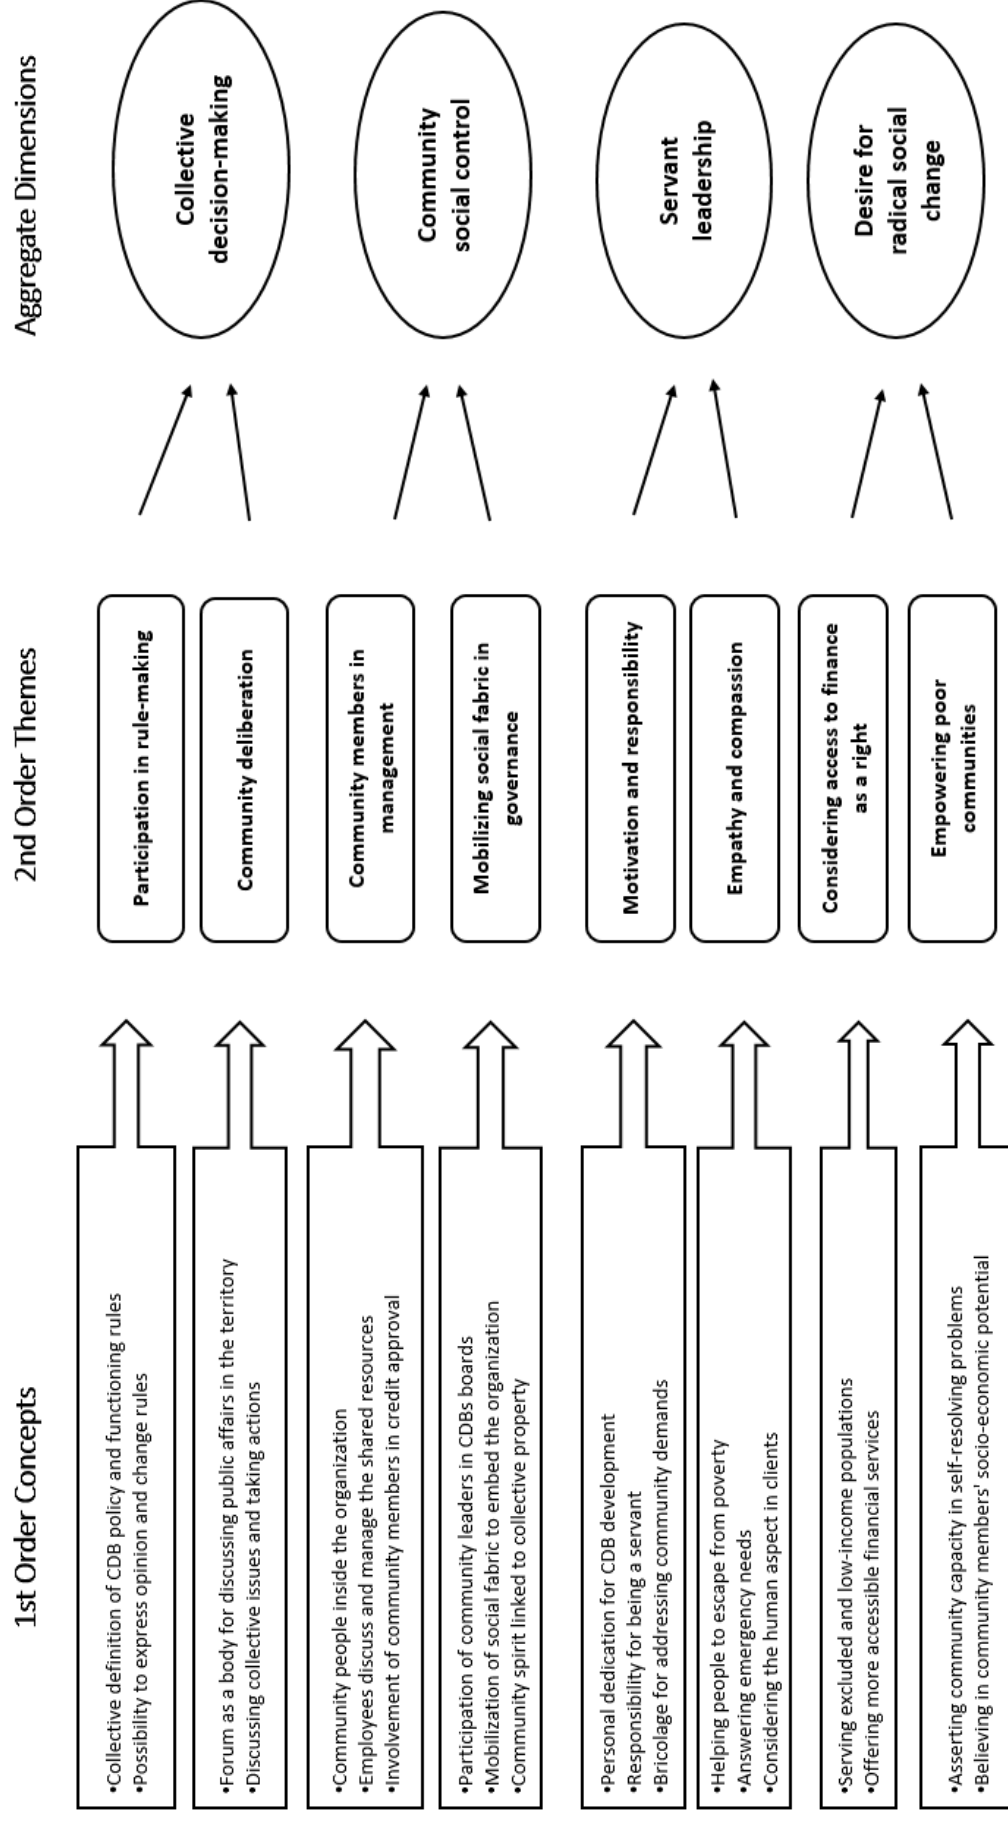 1st Order Concepts
2nd Order Themes
Aggregate Dimensions
•Collective definition of CDB policy and functioning rules
•Possibility to express opinion and change rules
Participation in rule-making
•Forum as a body for discussing public affairs in the territory
•Discussing collective issues and taking actions
Community deliberation
Collective
decision-making
•Community people inside the organization
•Employees discuss and manage the shared resources
•Involvement of community members in credit approval
Community members in
management
•Participation of community leaders in CDBs boards
•Mobilization of social fabric to embed the organization
•Community spirit linked to collective property
Mobilizing social fabric in
governance
Community
social control
•Personal dedication for CDB development
•Responsibility for being a servant
•Bricolage for addressing community demands
Motivation and responsibility
•Helping people to escape from poverty
•Answering emergency needs
•Considering the human aspect in clients
Empathy and compassion
Servant
leadership
•Serving excluded and low-income populations
•Offering more accessible financial services
Considering access to finance
as a right
•Asserting community capacity in self-resolving problems
•Believing in community members' socio-economic potential
Empowering poor
communities
Desire for
radical social
change